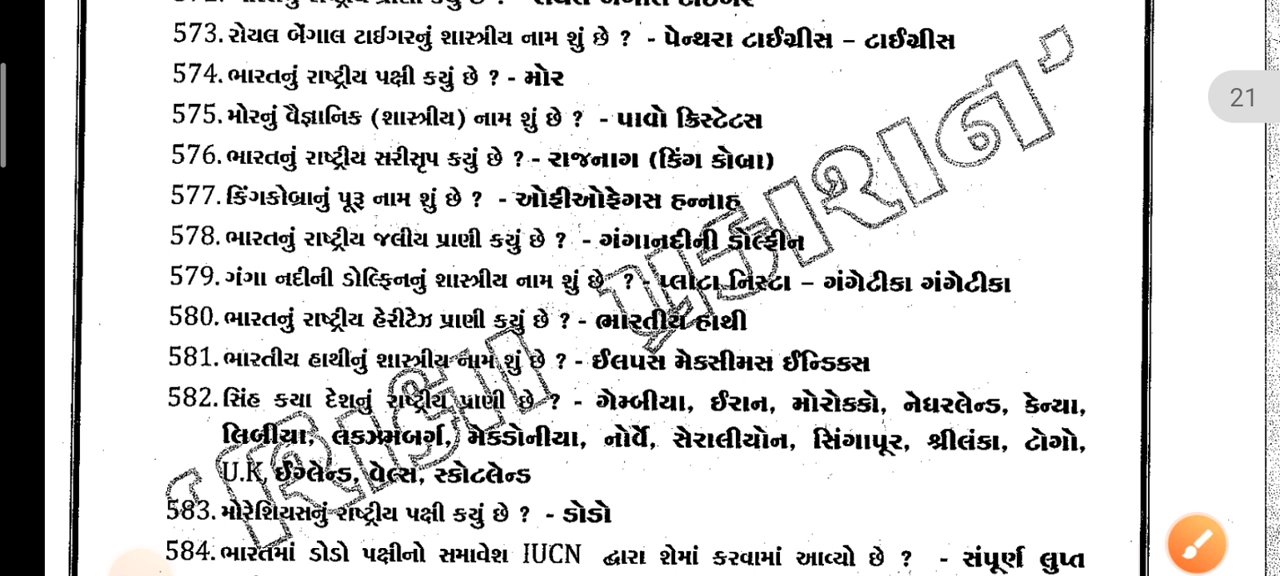 573. રોયલ બેંગાલ ટાઈગરનું શાસ્ત્રીય નામ શું છે ? - પેન્થરા ટાઈગ્રીસ – ટાઈગ્રીસ
574. ભારતનું રાષ્ટ્રીય પક્ષી કયું છે ? - મોર
575. મોરનું વૈજ્ઞાનિક (શાસ્ત્રીય) નામ શું છે ? - પાવો ક્રિસ્ટેટસ
576. ભારતનું રાષ્ટ્રીય સરીસૃપ કયું છે ? - રાજનાગ (કિંગ કોબ્રા)
577. કિંગકોબ્રાનું પૂરૂ નામ શું છે ? - ઓફીઓફેગસ હન્નાહ
578. ભારતનું રાષ્ટ્રીય જલીય પ્રાણી કયું છે ? - ગંગાનદીની ડોલ્ફીન
579. ગંગા નદીની ડોલ્ફિનનું શાસ્ત્રીય નામ શું છે ? - પ્લાટા નિસ્ટા – ગંગેટીકા ગંગેટીકા
580. ભારતનું રાષ્ટ્રીય હેરીટેઝ પ્રાણી કયું છે ? - ભારતીય હાથી
581. ભારતીય હાથીનું શાસ્ત્રીય નામ શું છે ? - ઈલપસ મેકસીમસ ઈન્ડિકસ
582. સિંહ કયા દેશનું રાષ્ટ્રીય પ્રાણી છે ? - ગેમ્બીયા, ઈરાન, મોરોક્કો, નેધરલેન્ડ, કેન્યા,
લિબીયા, લકઝમબર્ગ, મેકડોનીયા, નોર્વે, સેરાલીયોન, સિંગાપૂર, શ્રીલંકા, ટોગો,
U.K, ઈંગ્લેન્ડ, વેલ્સ, સ્કોટલેન્ડ
583. મોરેશિયસનું રાષ્ટ્રીય પક્ષી કયું છે ? - ડોડો
584. ભારતમાં ડોડો પક્ષીનો સમાવેશ IUCN દ્વારા શેમાં કરવામાં આવ્યો છે ? - સંપૂર્ણ લુપ્ત
21